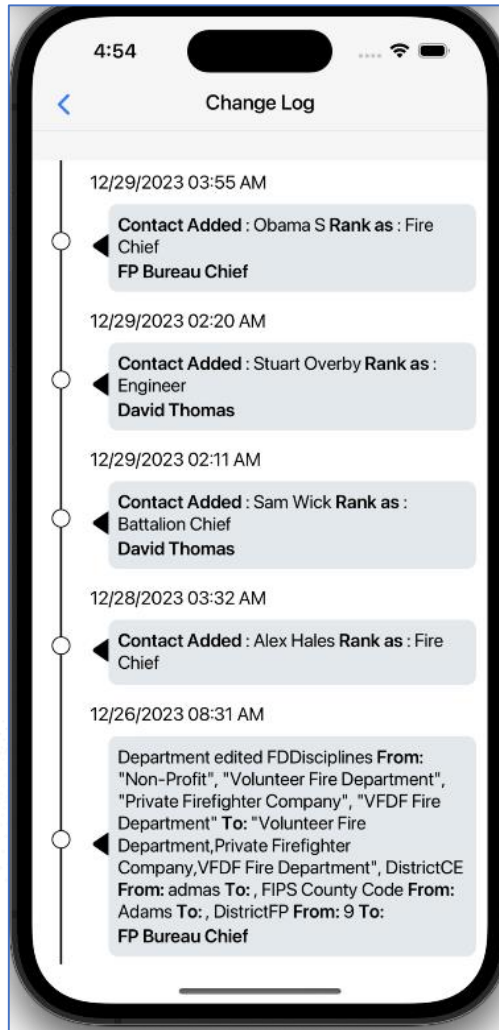 4:54
Change Log
12/29/2023 03:55 AM
Contact Added : Obama S Rank as : Fire
Chief
FP Bureau Chief
12/29/2023 02:20 AM
Contact Added : Stuart Overby Rank as :
Engineer
David Thomas
12/29/2023 02:11 AM
Contact Added : Sam Wick Rank as :
Battalion Chief
David Thomas
12/28/2023 03:32 AM
Contact Added : Alex Hales Rank as : Fire
Chief
12/26/2023 08:31 AM
Department edited FDDisciplines From:
"Non-Profit", "Volunteer Fire Department",
"Private Firefighter Company", "VFDF Fire
Department" To: "Volunteer Fire
Department,Private Firefighter
Company,VFDF Fire Department", DistrictCE
From: admas To: , FIPS County Code From:
Adams To: , DistrictFP From: 9 To:
FP Bureau Chief